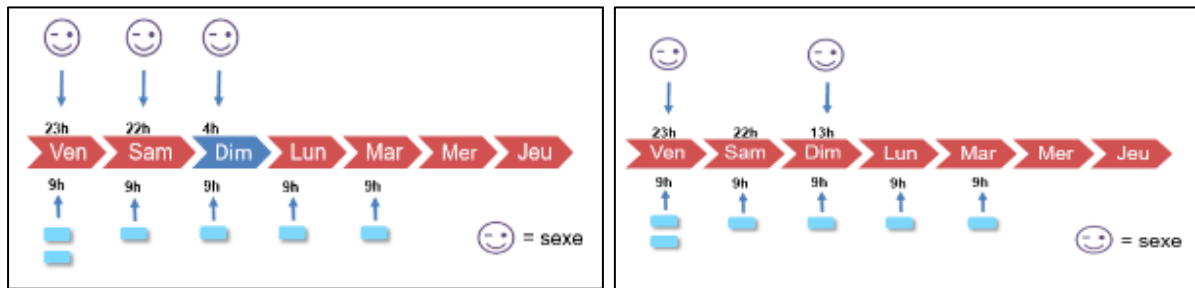 23h 22h 4h
Ven Sam Dim Lun Mar Mer Jeu
9h 9h 9h 9h 9h
= sexe
23h 22h 13h
Ven Sam Dim Lun Mar Mer Jeu
9h 9h 9h 9h 9h
= sexe